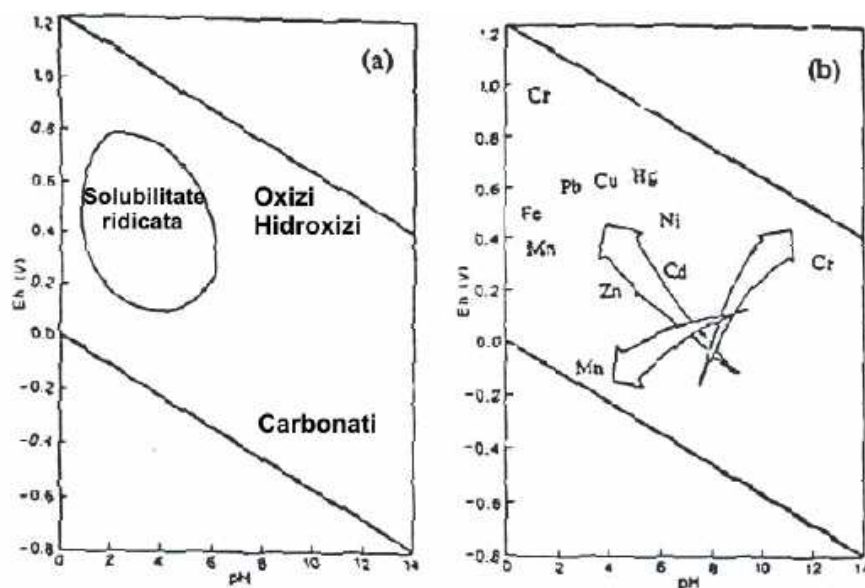 (a)
1.2
1.0
0.8
0.6
0.4
0.2
0.0
-0.2
-0.4
-0.6
-0.8
Eh (V)
Solubilitate
ridicata
Oxizi
Hidroxizi
Carbonati
0 2 4 6 8 10 12 14
pH
(b)
1.2
1.0
0.8
0.6
0.4
0.2
0.0
-0.2
-0.4
-0.6
-0.8
Eh (V)
Cr
Pb Cu Hg
Fe Ni
Mn
Cd Cr
Zn
Mn
0 2 4 6 8 10 12 14
pH